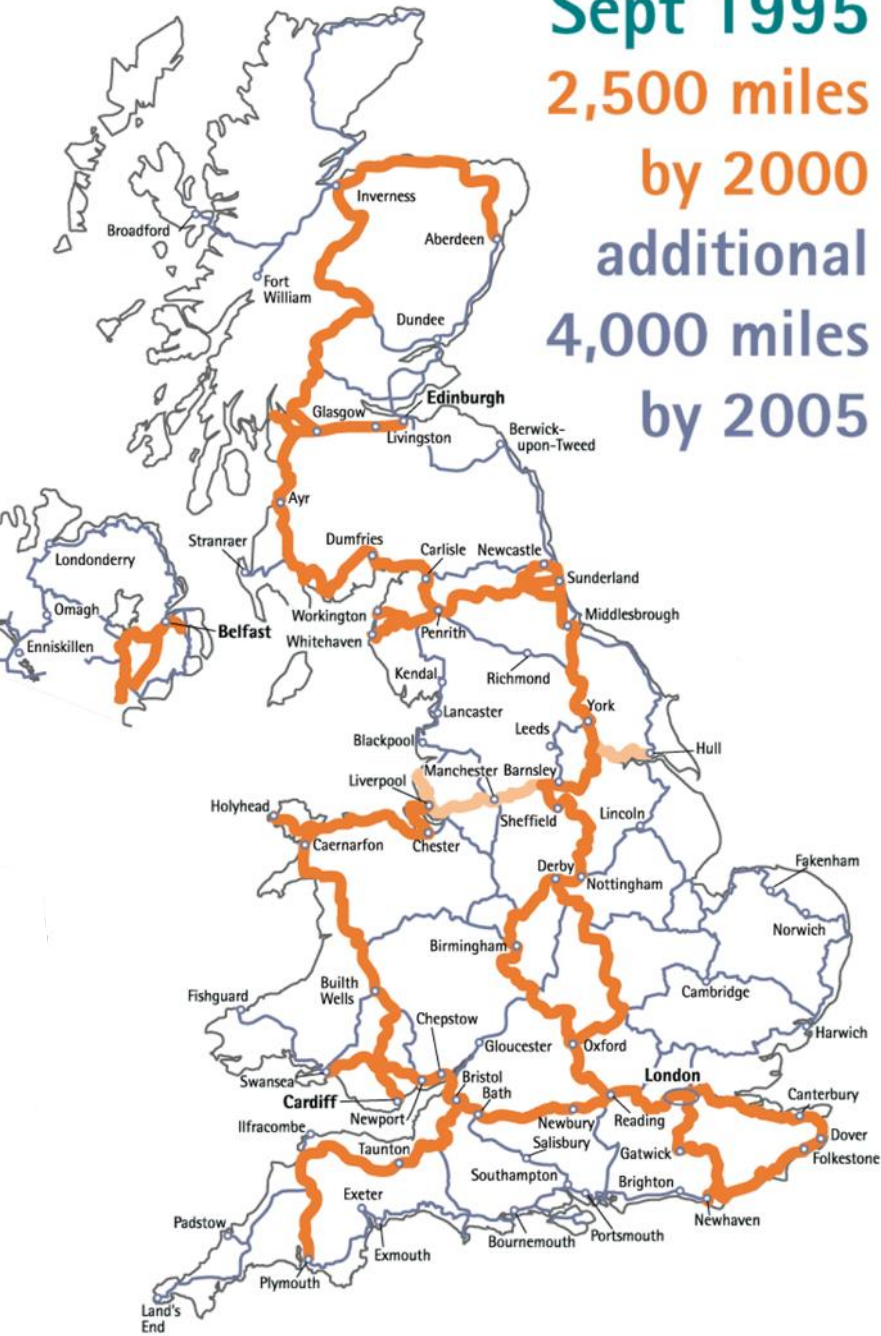 Sept 1995
2,500 miles
by 2000
additional
4,000 miles
by 2005
Inverness
Broadford
Aberdeen
Fort
William
Dundee
Edinburgh
Glasgow
Livingston
Berwick-
upon-Tweed
Ayr
Stranraer
Dumfries
Carlisle
Newcastle
Londonderry
Sunderland
Omagh
Workington
Middlesbrough
Belfast
Penrith
Enniskillen
Whitehaven
Kendal
Richmond
Lancaster
York
Leeds
Blackpool
Hull
Manchester
Barnsley
Liverpool
Holyhead
Sheffield
Lincoln
Caernarfon
Chester
Fakenham
Derby
Nottingham
Norwich
Birmingham
Builth
Wells
Cambridge
Fishguard
Chepstow
Harwich
Gloucester
Oxford
London
Swansea
Bristol
Bath
Canterbury
Cardiff
Newport
Newbury
Reading
Ilfracombe
Dover
Taunton
Salisbury
Gatwick
Folkestone
Southampton
Brighton
Exeter
Newhaven
Padstow
Portsmouth
Bournemouth
Exmouth
Plymouth
Land's
End